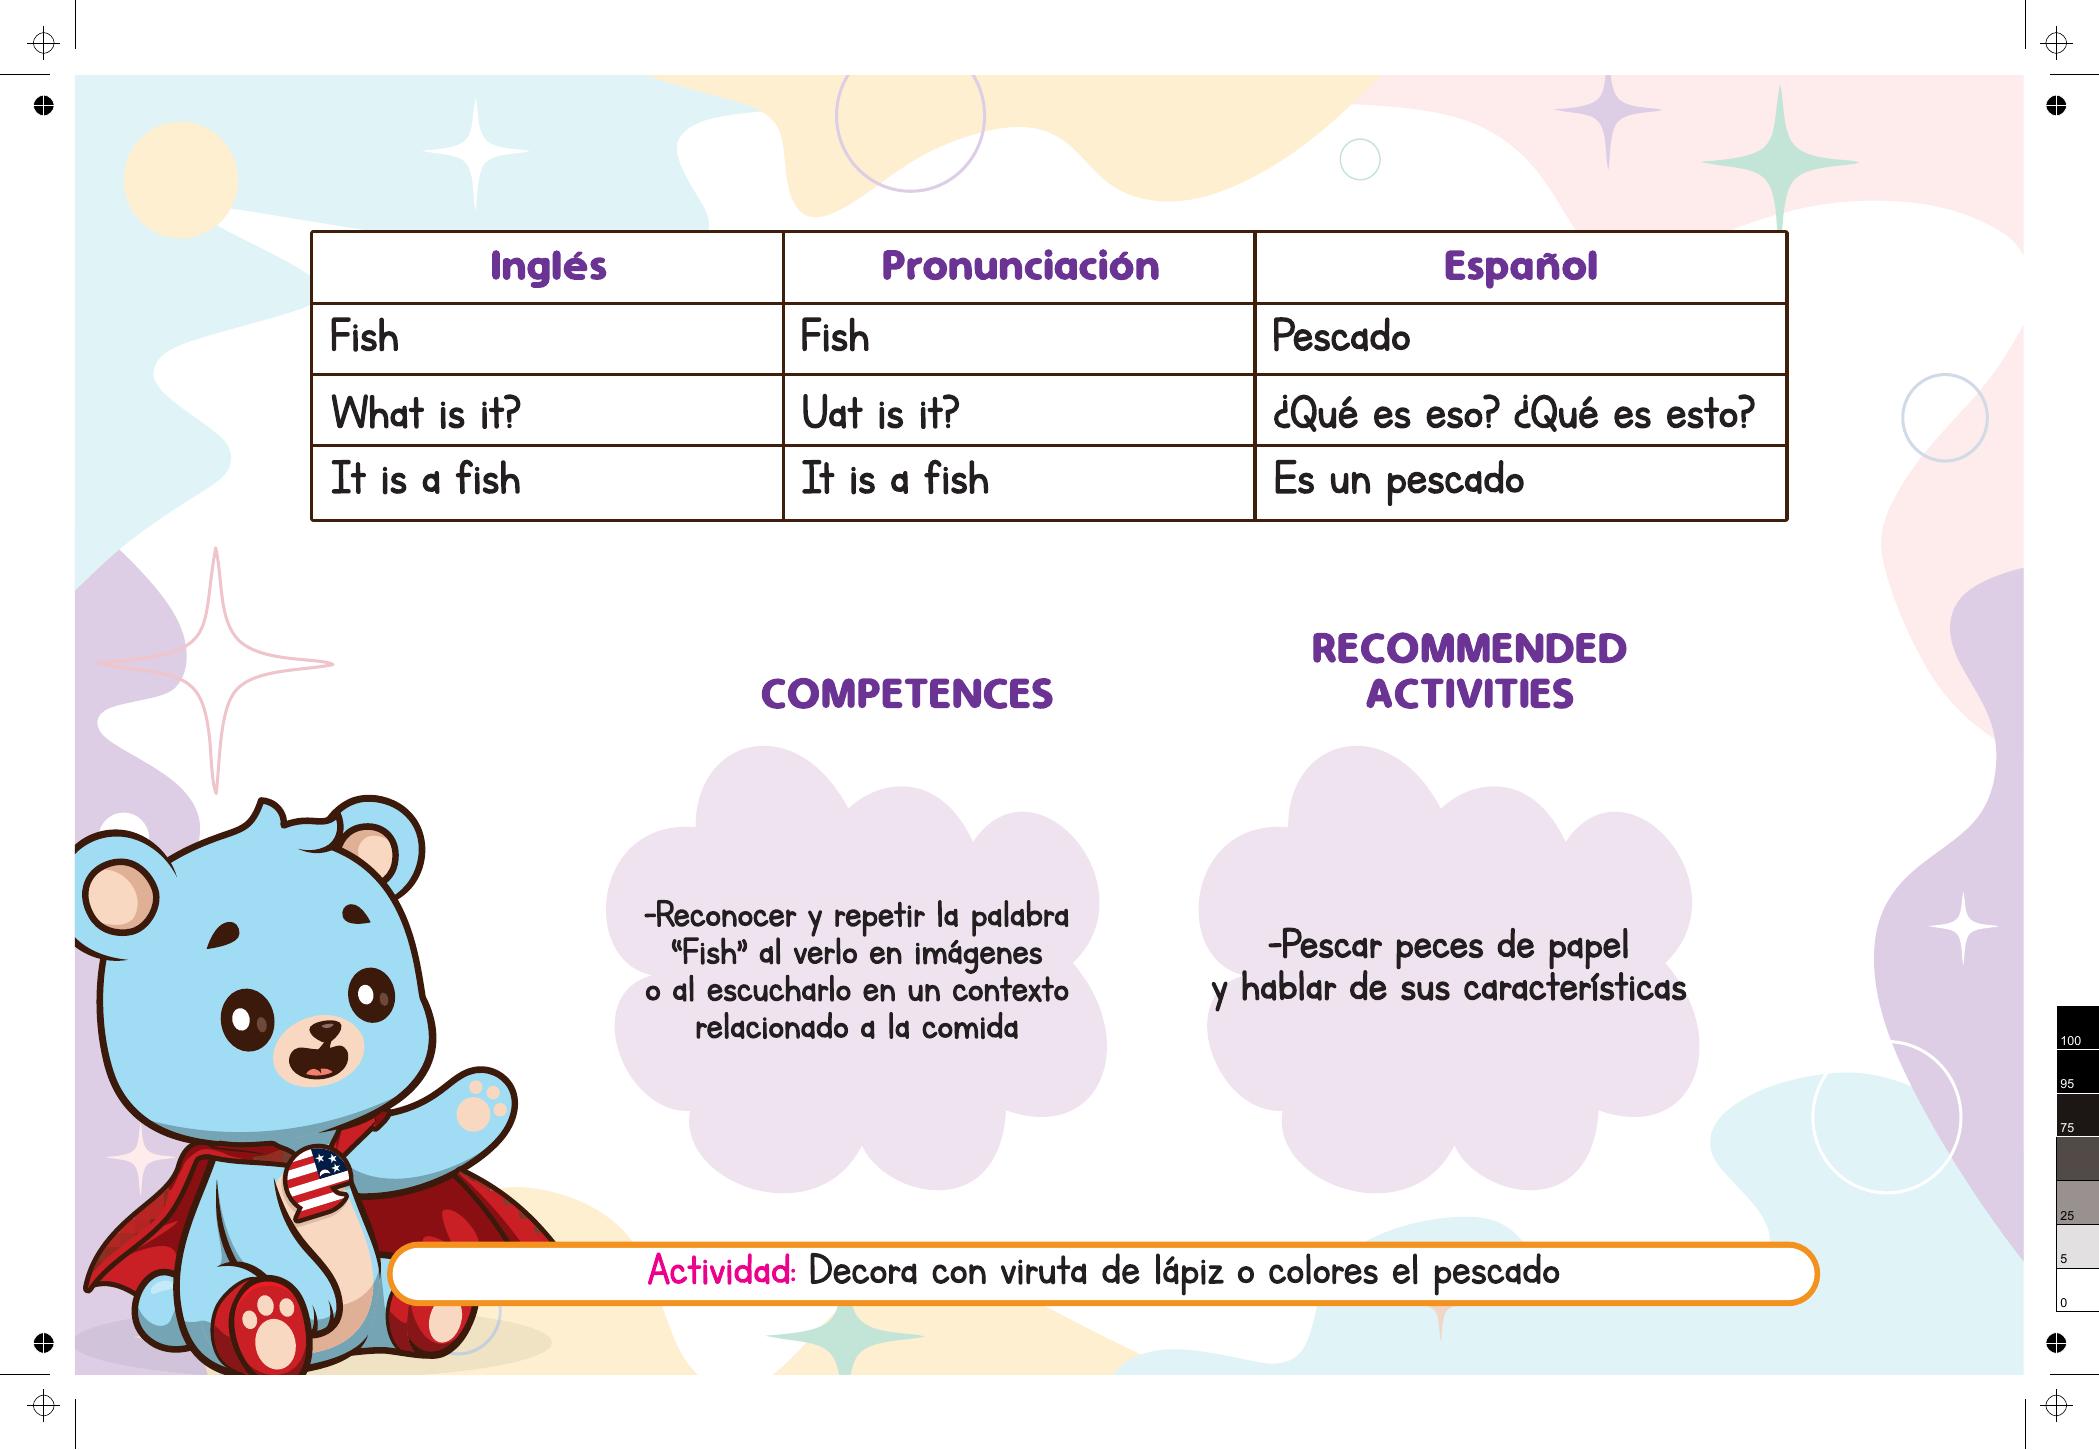 Inglés Pronunciación Español
Fish Fish Pescado
What is it? Uat is it? ¿Qué es eso? ¿Qué es esto?
It is a fish It is a fish Es un pescado
COMPETENCES
-Reconocer y repetir la palabra
“Fish” al verlo en imágenes
o al escucharlo en un contexto
relacionado a la comida
RECOMMENDED
ACTIVITIES
-Pescar peces de papel
y hablar de sus características
Actividad: Decora con viruta de lápiz o colores el pescado
100
95
75
25
5
0